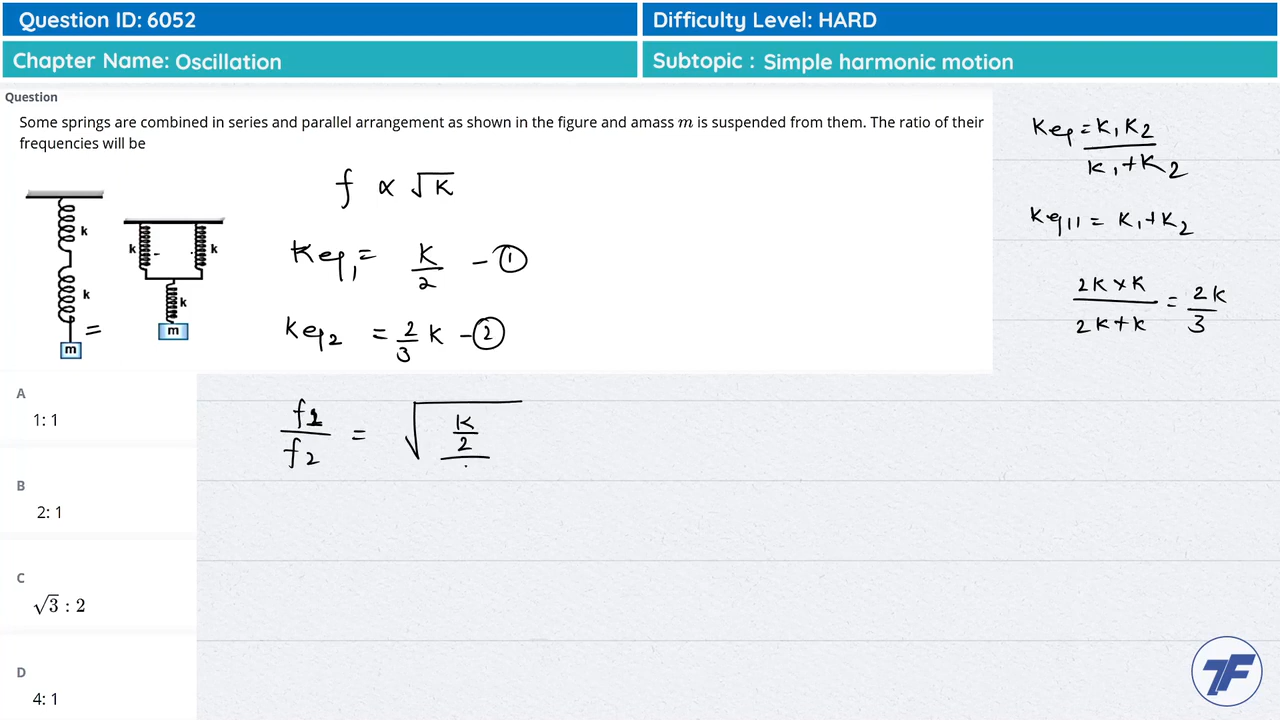 Question ID: 6052
Difficulty Level: HARD
Chapter Name: Oscillation
Subtopic : Simple harmonic motion
Question
Some springs are combined in series and parallel arrangement as shown in the figure and amass m is suspended from them. The ratio of their
frequencies will be
k
k
m
=
k
k
k
m
f ∝ √K
Keq₁ = K/2 - ①
Keq₂ = 2/3 K - ②
f1/f2 = √ K/2
Keq = K₁K₂/K₁+K₂
Keq11 = K₁+K₂
2K×K/2K+K = 2K/3
A
1: 1
B
2: 1
C
√3 : 2
D
4: 1
7F